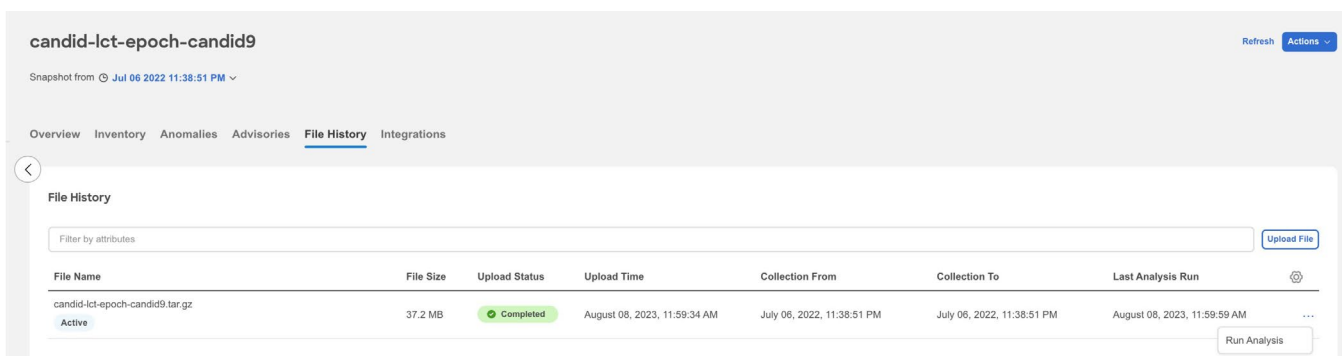 candid-lct-epoch-candid9
Refresh Actions
Snapshot from Jul 06 2022 11:38:51 PM
Overview Inventory Anomalies Advisories File History Integrations
File History
Filter by attributes
Upload File
File Name File Size Upload Status Upload Time Collection From Collection To Last Analysis Run
candid-lct-epoch-candid9.tar.gz
Active
37.2 MB Completed August 08, 2023, 11:59:34 AM July 06, 2022, 11:38:51 PM July 06, 2022, 11:38:51 PM August 08, 2023, 11:59:59 AM ...
Run Analysis